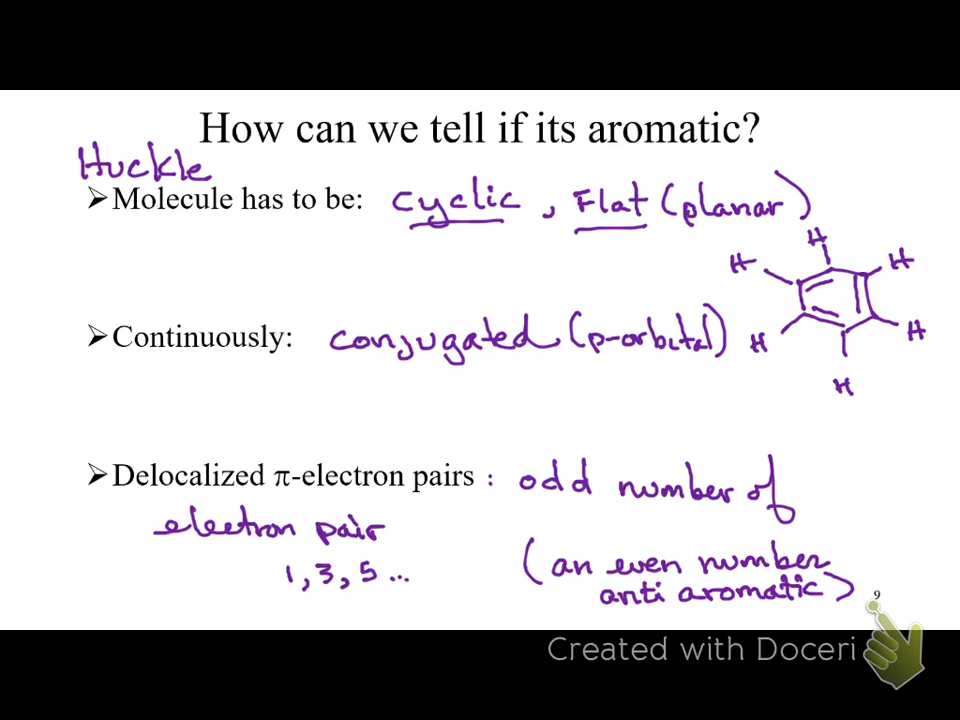 How can we tell if its aromatic?
Huckle
➢ Molecule has to be: cyclic, Flat (planar)
H
H H
➢ Continuously: conjugated (p-orbital)
H H
H
➢ Delocalized π-electron pairs : odd number of
electron pair
1, 3, 5 ...
(an even number
anti aromatic)
9
Created with Doceri